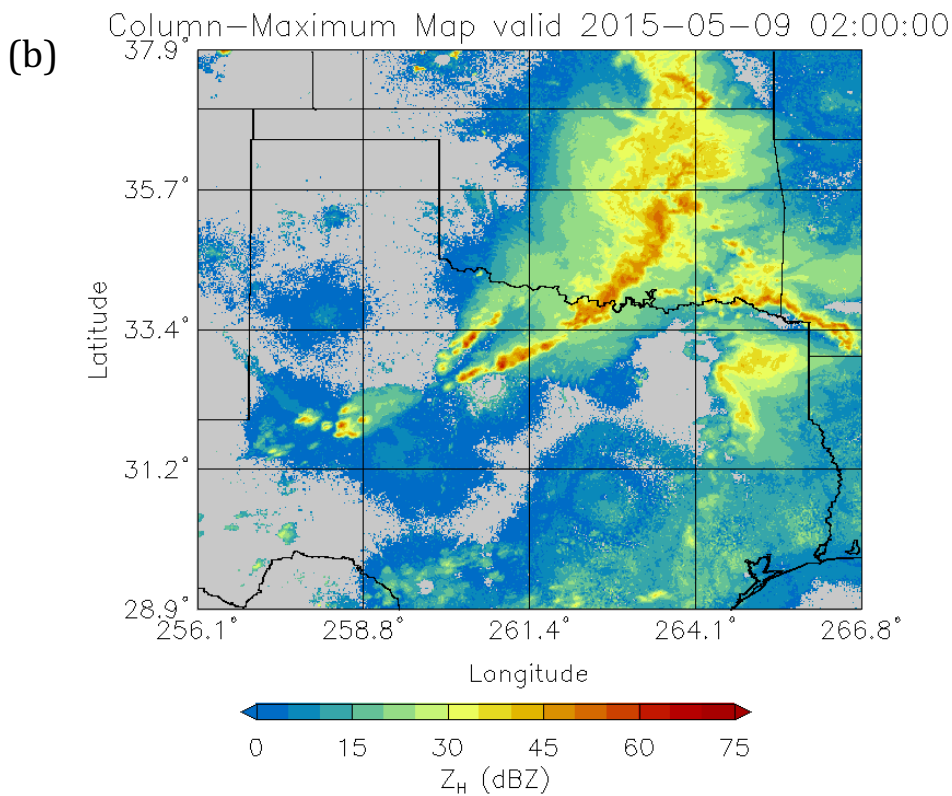 Column-Maximum Map valid 2015-05-09 02:00:00
(b)
37.9°
35.7°
33.4°
31.2°
28.9°
Latitude
256.1° 258.8° 261.4° 264.1° 266.8°
Longitude
0 15 30 45 60 75
Z_H (dBZ)